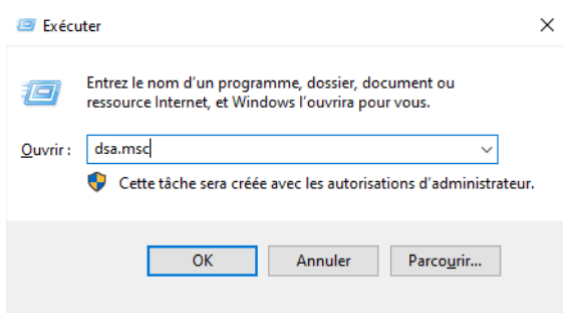 Exécuter
Entrez le nom d'un programme, dossier, document ou
ressource Internet, et Windows l'ouvrira pour vous.
Ouvrir : dsa.msc
Cette tâche sera créée avec les autorisations d'administrateur.
OK Annuler Parcourir...